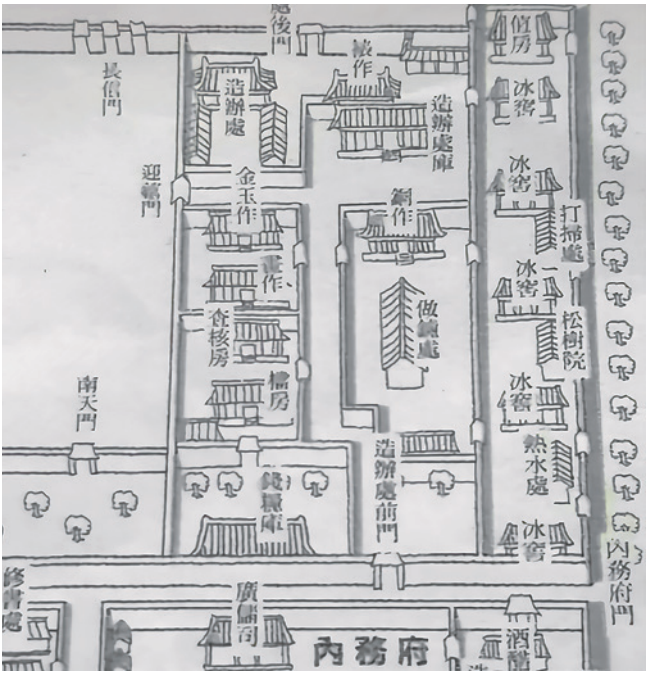 處後門
裱作
值房
長信門
造辦處
造辦處庫
冰窖
迎禧門
金玉作
銅作
冰窖
打掃處
畫作
查核房
做鐘處
冰窖
松樹院
南天門
檔房
冰窖
熱水處
造辦處前門
錢糧庫
冰窖
內務府門
修書處
廣儲司
內務府
酒醋